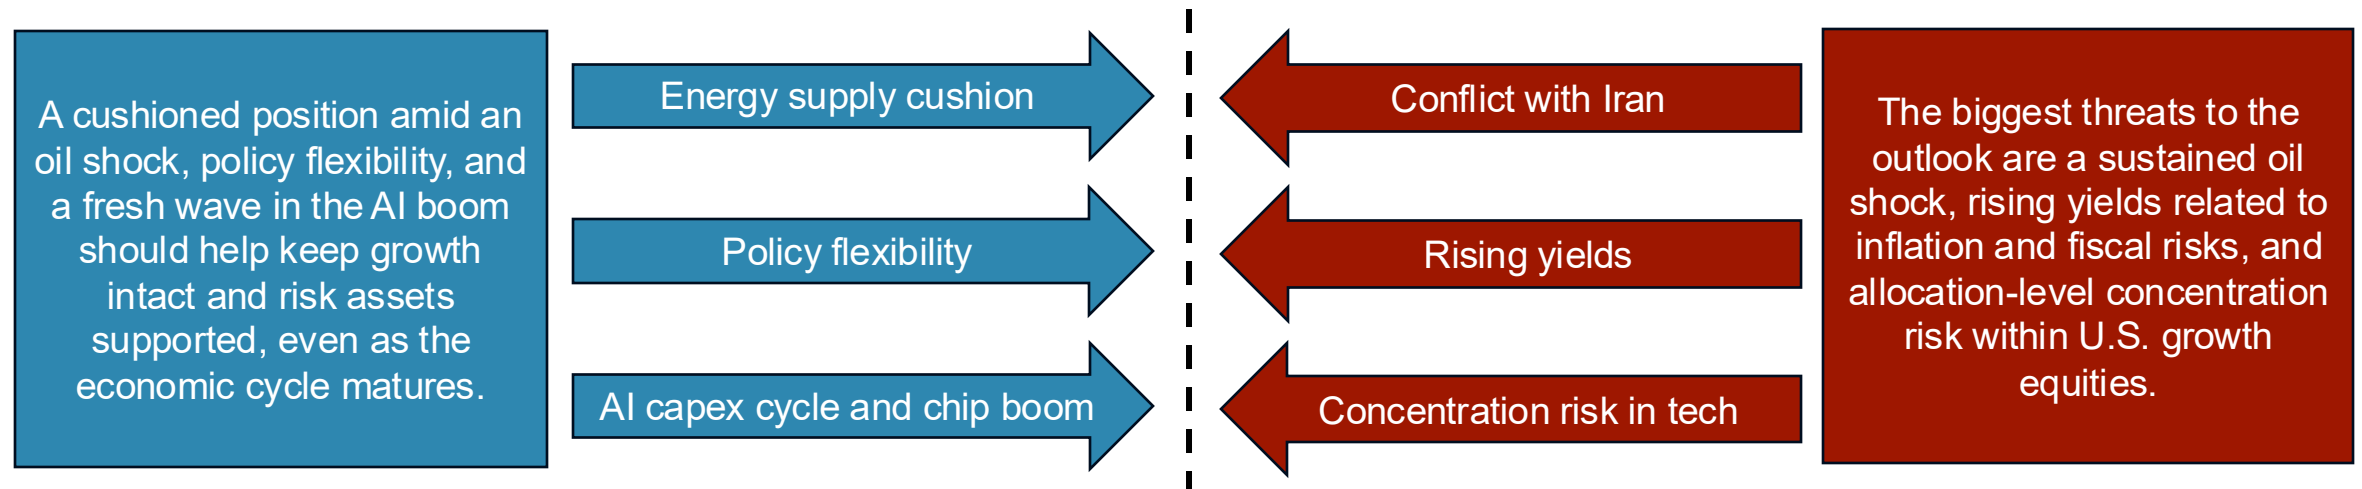 A cushioned position amid an
oil shock, policy flexibility, and
a fresh wave in the AI boom
should help keep growth
intact and risk assets
supported, even as the
economic cycle matures.
Energy supply cushion
Policy flexibility
AI capex cycle and chip boom
Conflict with Iran
Rising yields
Concentration risk in tech
The biggest threats to the
outlook are a sustained oil
shock, rising yields related to
inflation and fiscal risks, and
allocation-level concentration
risk within U.S. growth
equities.